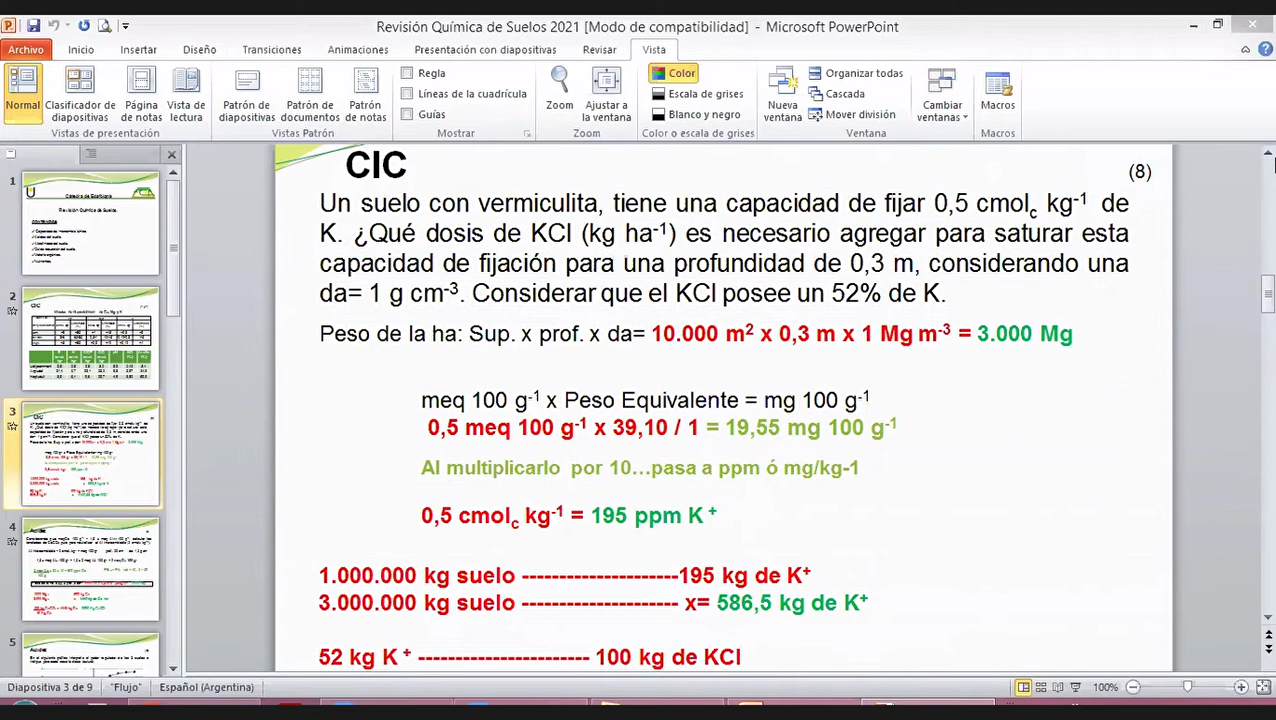 Revisión Química de Suelos 2021 [Modo de compatibilidad] - Microsoft PowerPoint
Archivo Inicio Insertar Diseño Transiciones Animaciones Presentación con diapositivas Revisar Vista
Normal
Clasificador de diapositivas
Página de notas
Vista de lectura
Patrón de diapositivas
Patrón de documentos
Patrón de notas
Regla
Líneas de la cuadrícula
Guías
Zoom
Ajustar a la ventana
Color
Escala de grises
Blanco y negro
Nueva ventana
Organizar todas
Cascada
Mover división
Cambiar ventanas
Macros
Vistas de presentación Vistas Patrón Mostrar Zoom Color o escala de grises Ventana Macros
1
2
3
4
5
CIC
(8)
Un suelo con vermiculita, tiene una capacidad de fijar 0,5 cmolc kg-1 de
K. ¿Qué dosis de KCl (kg ha-1) es necesario agregar para saturar esta
capacidad de fijación para una profundidad de 0,3 m, considerando una
da= 1 g cm-3. Considerar que el KCl posee un 52% de K.
Peso de la ha: Sup. x prof. x da= 10.000 m2 x 0,3 m x 1 Mg m-3 = 3.000 Mg
meq 100 g-1 x Peso Equivalente = mg 100 g-1
0,5 meq 100 g-1 x 39,10 / 1 = 19,55 mg 100 g-1
Al multiplicarlo por 10...pasa a ppm ó mg/kg-1
0,5 cmolc kg-1 = 195 ppm K +
1.000.000 kg suelo ---------------------195 kg de K+
3.000.000 kg suelo --------------------- x= 586,5 kg de K+
52 kg K + ----------------------- 100 kg de KCl
Diapositiva 3 de 9 "Flujo" Español (Argentina) 100%